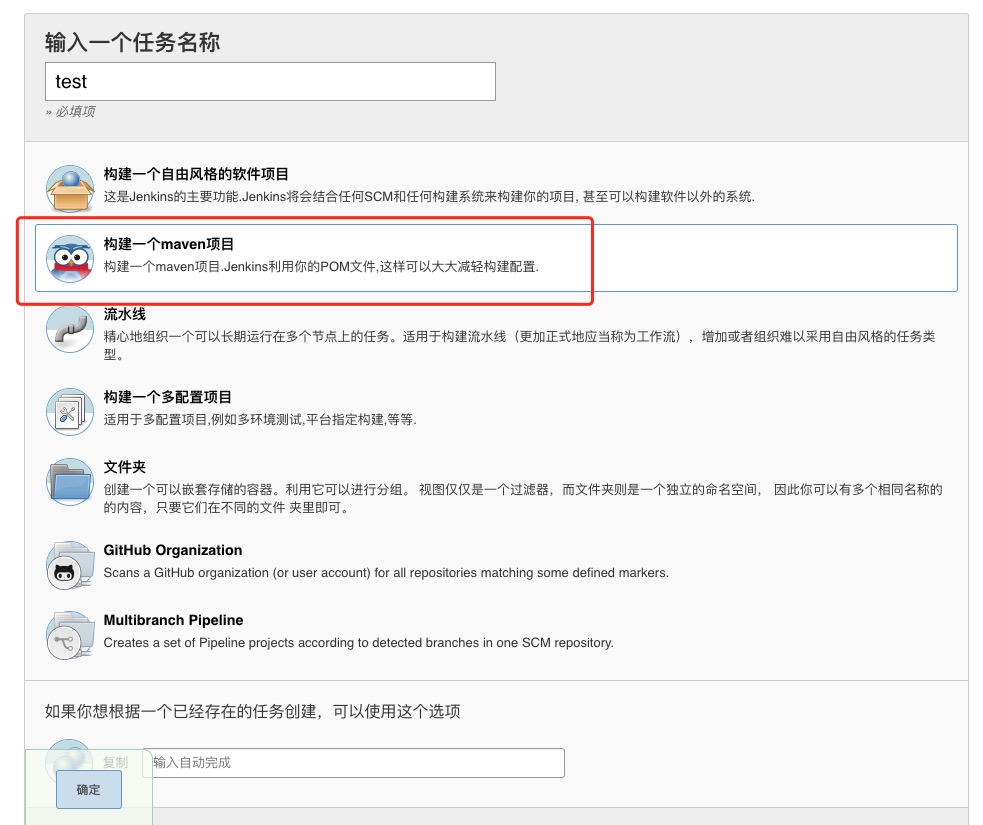 输入一个任务名称
test
» 必填项
构建一个自由风格的软件项目
这是Jenkins的主要功能.Jenkins将会结合任何SCM和任何构建系统来构建你的项目, 甚至可以构建软件以外的系统.
构建一个maven项目
构建一个maven项目.Jenkins利用你的POM文件,这样可以大大减轻构建配置.
流水线
精心地组织一个可以长期运行在多个节点上的任务。适用于构建流水线（更加正式地应当称为工作流），增加或者组织难以采用自由风格的任务类
型。
构建一个多配置项目
适用于多配置项目,例如多环境测试,平台指定构建,等等.
文件夹
创建一个可以嵌套存储的容器。利用它可以进行分组。 视图仅仅是一个过滤器，而文件夹则是一个独立的命名空间， 因此你可以有多个相同名称的
的内容，只要它们在不同的文件 夹里即可。
GitHub Organization
Scans a GitHub organization (or user account) for all repositories matching some defined markers.
Multibranch Pipeline
Creates a set of Pipeline projects according to detected branches in one SCM repository.
如果你想根据一个已经存在的任务创建，可以使用这个选项
复制
输入自动完成
确定